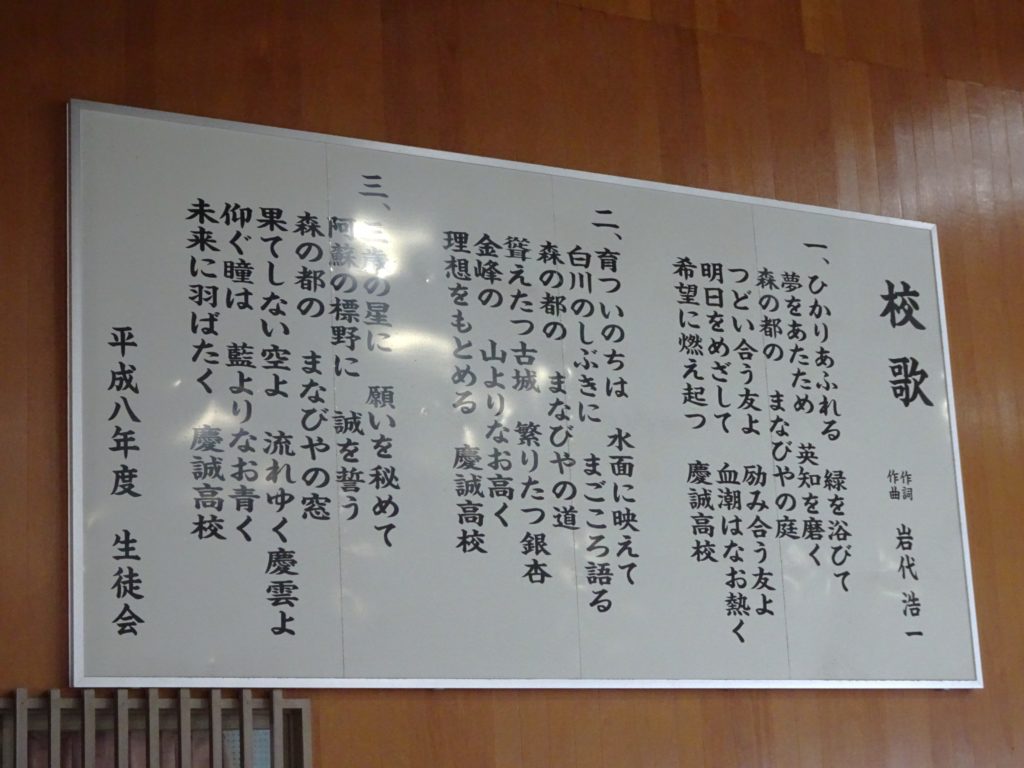 校歌
作詞
作曲 岩代浩一
一、ひかりあふれる 緑を浴びて
夢をあたため 英知を磨く
森の都の まなびやの庭
つどい合う友よ 励み合う友よ
明日をめざして 血潮はなお熱く
希望に燃え起つ 慶誠高校
二、育ついのちは 水面に映えて
白川のしぶきに まごころ語る
森の都の まなびやの道
聳えたつ古城 繁りたつ銀杏
金峰の 山よりなお高く
理想をもとめる 慶誠高校
三、の星に 願いを秘めて
阿蘇の標野に 誠を誓う
森の都の まなびやの窓
果てしない空よ 流れゆく慶雲よ
仰ぐ瞳は 藍よりなお青く
未来に羽ばたく 慶誠高校
平成八年度 生徒会